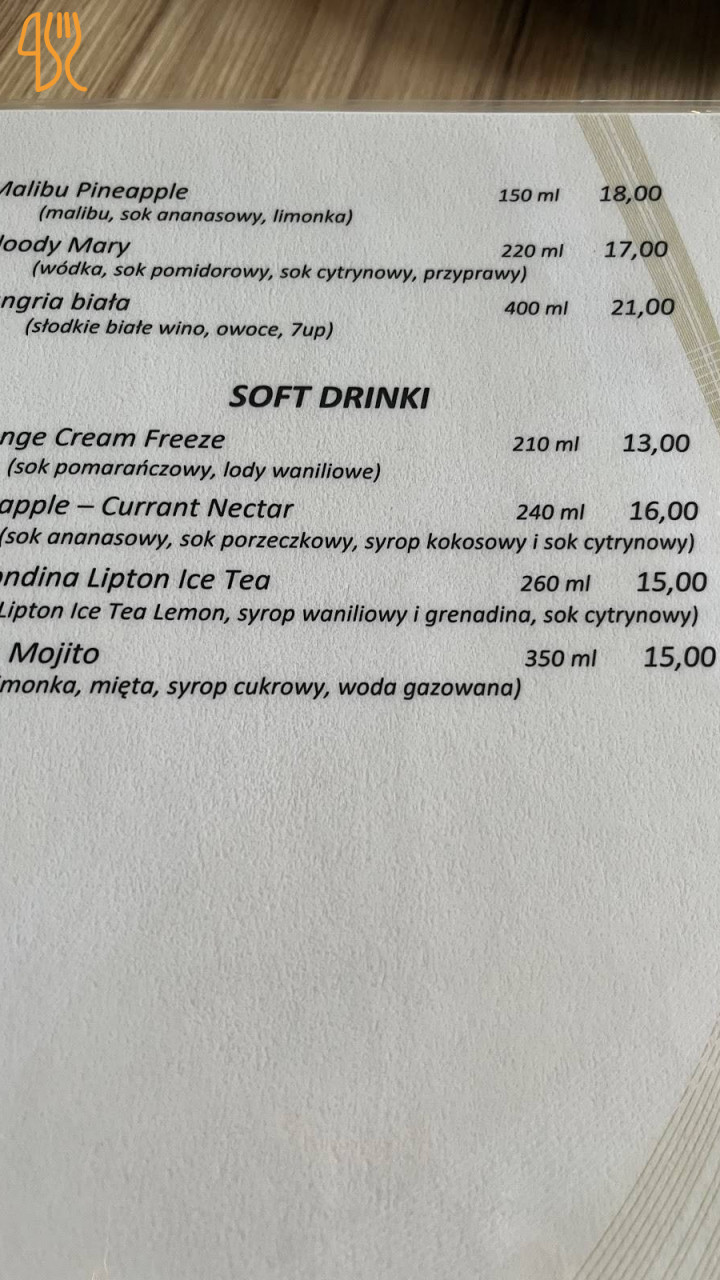 Malibu Pineapple 150 ml 18,00
(malibu, sok ananasowy, limonka)
loody Mary 220 ml 17,00
(wódka, sok pomidorowy, sok cytrynowy, przyprawy)
ngria biała 400 ml 21,00
(słodkie białe wino, owoce, 7up)
SOFT DRINKI
nge Cream Freeze 210 ml 13,00
(sok pomarańczowy, lody waniliowe)
apple – Currant Nectar 240 ml 16,00
(sok ananasowy, sok porzeczkowy, syrop kokosowy i sok cytrynowy)
ondina Lipton Ice Tea 260 ml 15,00
Lipton Ice Tea Lemon, syrop waniliowy i grenadina, sok cytrynowy)
Mojito 350 ml 15,00
monka, mięta, syrop cukrowy, woda gazowana)